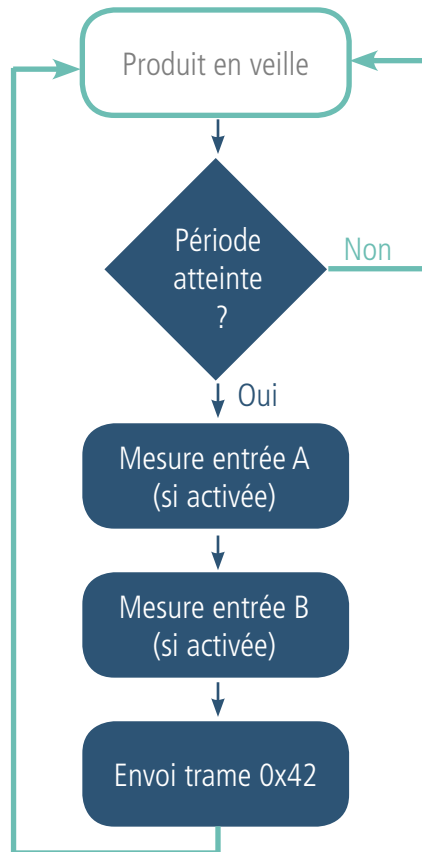 Produit en veille
Période
atteinte
?
Non
Oui
Mesure entrée A
(si activée)
Mesure entrée B
(si activée)
Envoi trame 0x42